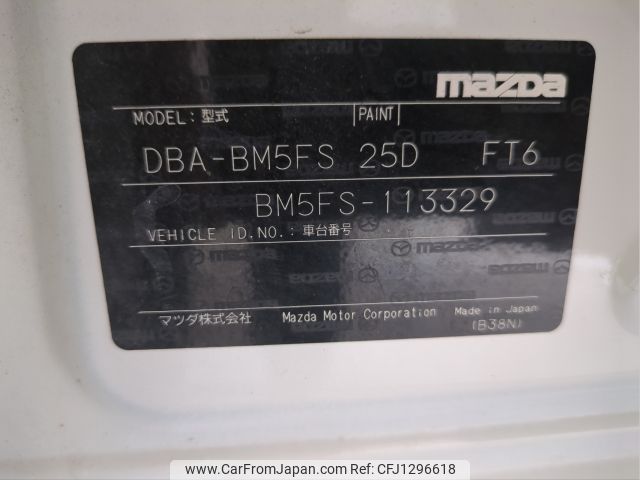 mazda
MODEL: 型式 PAINT
DBA-BM5FS 25D FT6
BM5FS-113329
VEHICLE ID.NO.: 車台番号
マツダ株式会社 Mazda Motor Corporation Made in Japan
(B38N)
www.CarFromJapan.com ☆ CFJ1296618